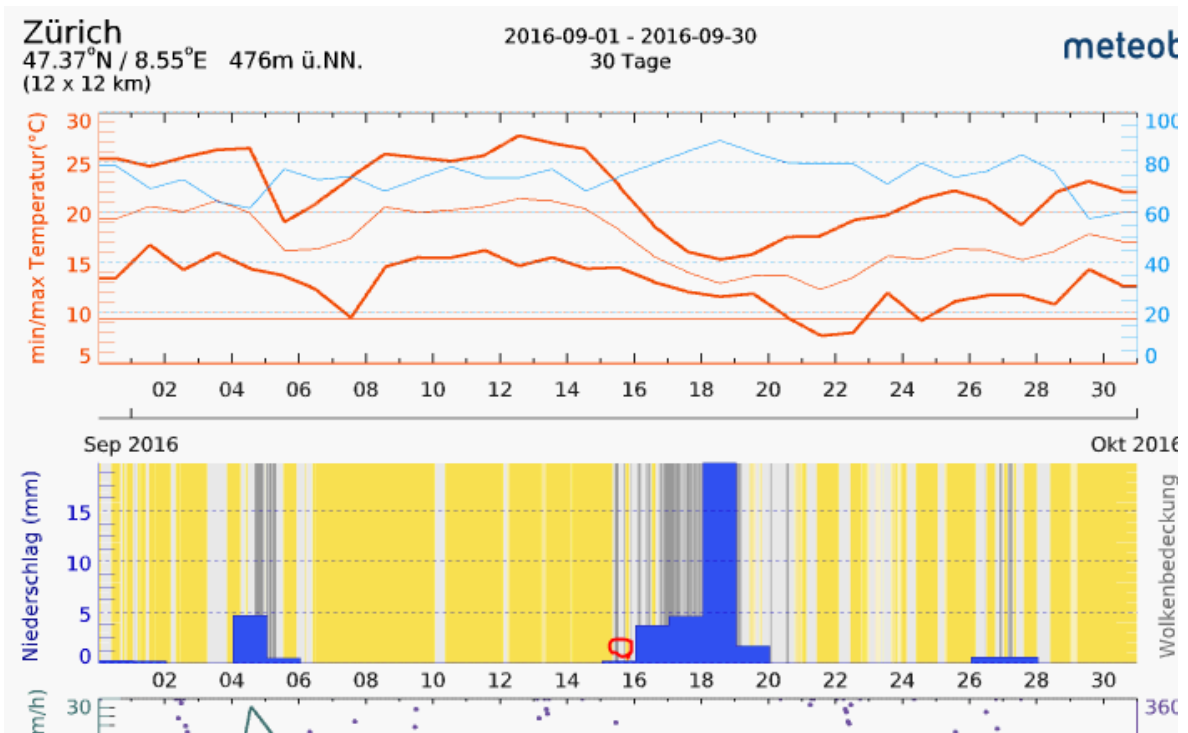 Zürich
47.37°N / 8.55°E 476m ü.NN.
(12 x 12 km)
2016-09-01 - 2016-09-30
30 Tage
meteob
min/max Temperatur(°C)
30
25
20
15
10
5
100
80
60
40
20
0
02 04 06 08 10 12 14 16 18 20 22 24 26 28 30
Sep 2016
Okt 2016
Niederschlag (mm)
15
10
5
0
Wolkenbedeckung
02 04 06 08 10 12 14 16 18 20 22 24 26 28 30
m/h)
30
360